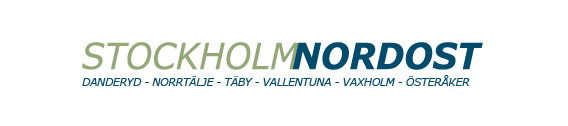 STOCKHOLMNORDOST
DANDERYD - NORRTÄLJE - TÄBY - VALLENTUNA - VAXHOLM - ÖSTERÅKER